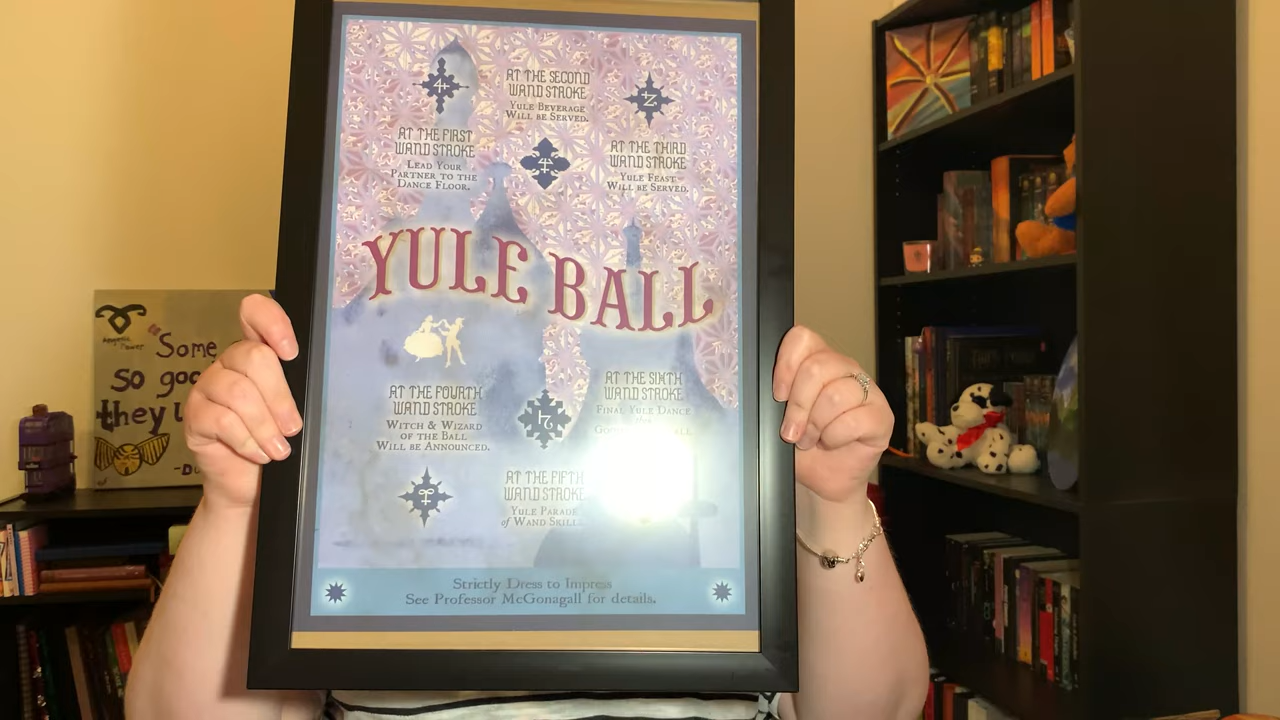 AT THE FIRST
WAND STROKE
LEAD YOUR
PARTNER TO THE
DANCE FLOOR.
AT THE SECOND
WAND STROKE
YULE BEVERAGE
WILL BE SERVED.
AT THE THIRD
WAND STROKE
YULE FEAST
WILL BE SERVED.
YULE BALL
AT THE FOURTH
WAND STROKE
WITCH & WIZARD
OF THE BALL
WILL BE ANNOUNCED.
AT THE FIFTH
WAND STROKE
YULE PARADE
of WAND SKILL
AT THE SIXTH
WAND STROKE
FINAL YULE DANCE
Strictly Dress to Impress
See Professor McGonagall for details.
Angelic
Power
"Some
so goo
they